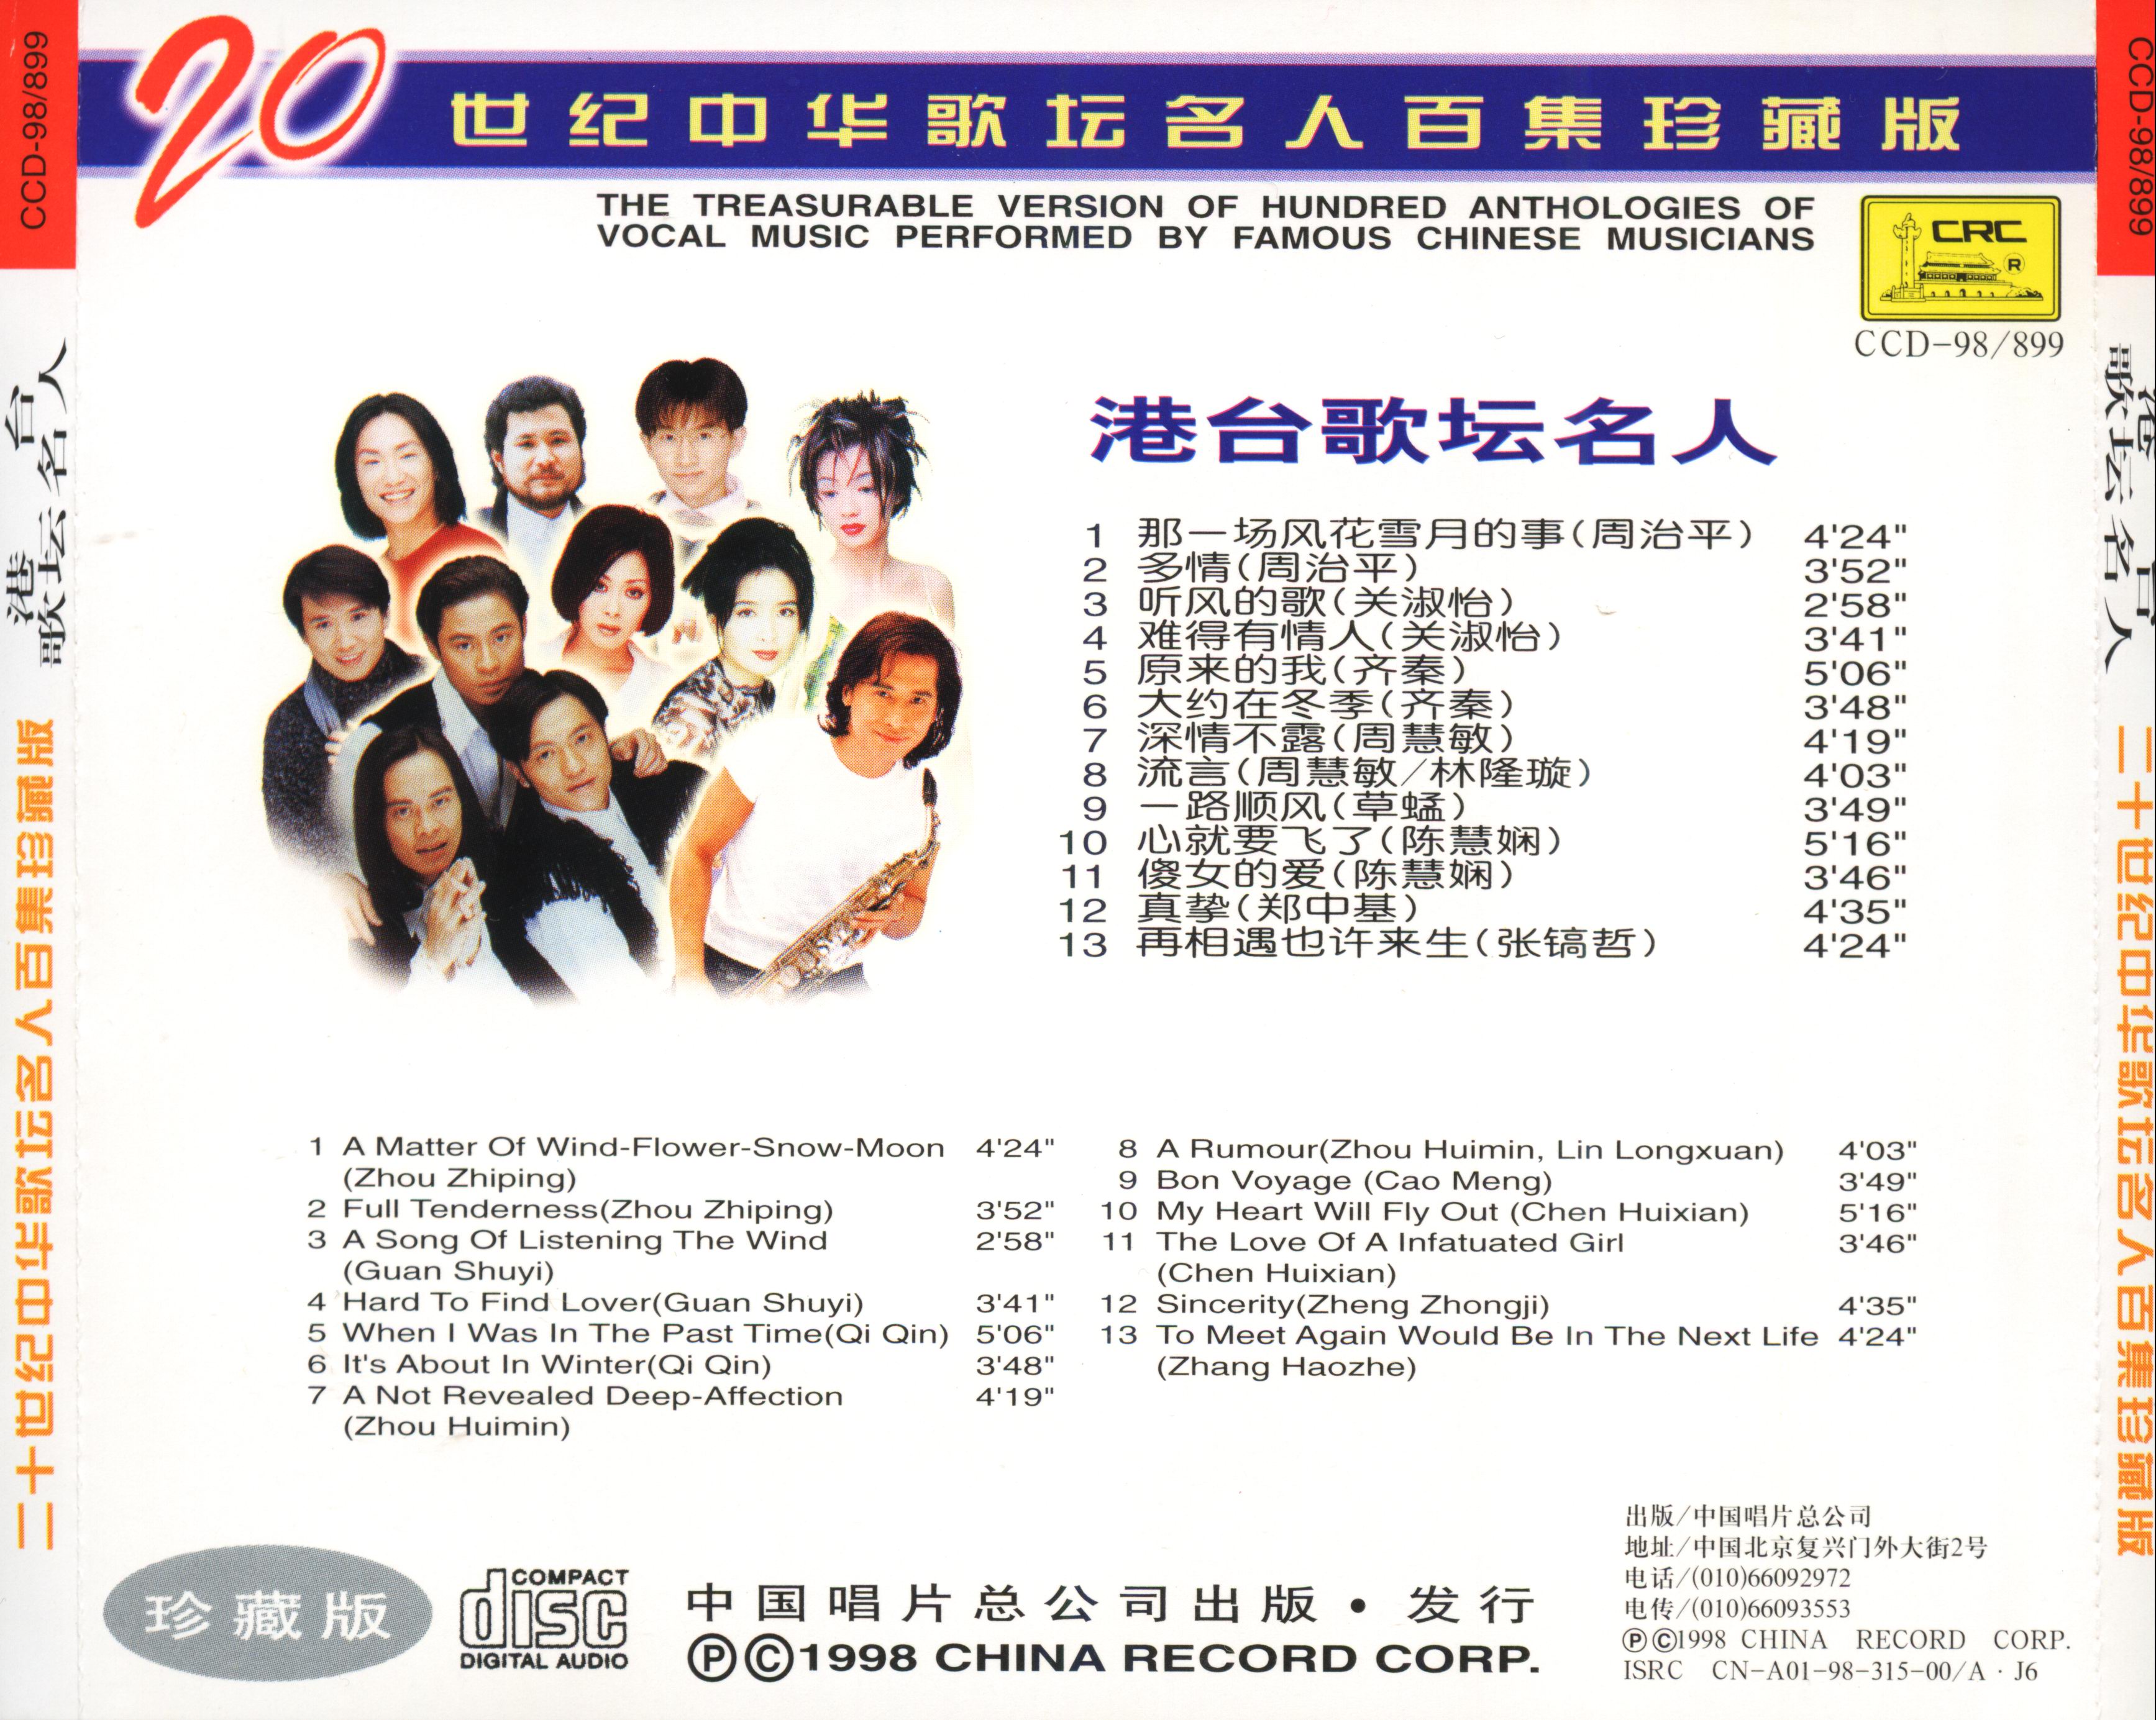 CCD-98/899
港台
歌坛名人
二十世纪中华歌坛名人百集珍藏版
20世纪中华歌坛名人百集珍藏版
THE TREASURABLE VERSION OF HUNDRED ANTHOLOGIES OF
VOCAL MUSIC PERFORMED BY FAMOUS CHINESE MUSICIANS
CRC
®
CCD-98/899
港台歌坛名人
1 那一场风花雪月的事(周治平) 4'24"
2 多情(周治平) 3'52"
3 听风的歌(关淑怡) 2'58"
4 难得有情人(关淑怡) 3'41"
5 原来的我(齐秦) 5'06"
6 大约在冬季(齐秦) 3'48"
7 深情不露(周慧敏) 4'19"
8 流言(周慧敏/林隆璇) 4'03"
9 一路顺风(草蜢) 3'49"
10 心就要飞了(陈慧娴) 5'16"
11 傻女的爱(陈慧娴) 3'46"
12 真挚(郑中基) 4'35"
13 再相遇也许来生(张镐哲) 4'24"
1 A Matter Of Wind-Flower-Snow-Moon 4'24"
(Zhou Zhiping)
2 Full Tenderness(Zhou Zhiping) 3'52"
3 A Song Of Listening The Wind 2'58"
(Guan Shuyi)
4 Hard To Find Lover(Guan Shuyi) 3'41"
5 When I Was In The Past Time(Qi Qin) 5'06"
6 It's About In Winter(Qi Qin) 3'48"
7 A Not Revealed Deep-Affection 4'19"
(Zhou Huimin)
8 A Rumour(Zhou Huimin, Lin Longxuan) 4'03"
9 Bon Voyage (Cao Meng) 3'49"
10 My Heart Will Fly Out (Chen Huixian) 5'16"
11 The Love Of A Infatuated Girl 3'46"
(Chen Huixian)
12 Sincerity(Zheng Zhongji) 4'35"
13 To Meet Again Would Be In The Next Life 4'24"
(Zhang Haozhe)
珍藏版
COMPACT
disc
DIGITAL AUDIO
中国唱片总公司出版·发行
ⓅⒸ1998 CHINA RECORD CORP.
出版/中国唱片总公司
地址/中国北京复兴门外大街2号
电话/(010)66092972
电传/(010)66093553
ⓅⒸ1998 CHINA RECORD CORP.
ISRC CN-A01-98-315-00/A·J6
CCD-98/899
港台
歌坛名人
二十世纪中华歌坛名人百集珍藏版